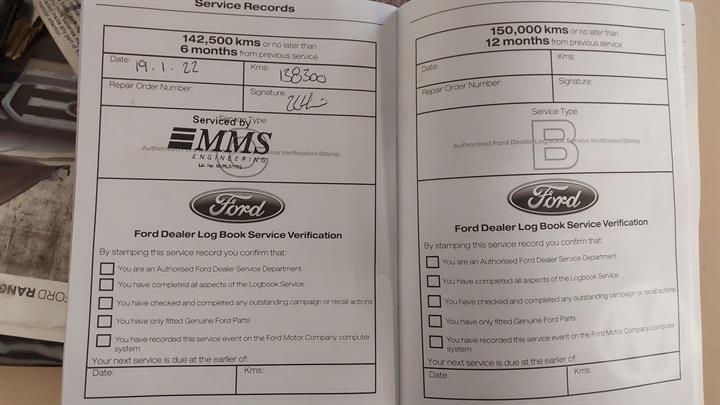 Service Records
142,500 kms or no later than
6 months from previous service
Date: 19.1.22
Kms: 138300
Repair Order Number:
Signature:
Service Type
Serviced by
MMS
ENGINEERING
Authorised Ford Dealer Log Book Service Verification Stamp
Ford
Ford Dealer Log Book Service Verification
By stamping this service record you confirm that:
You are an Authorised Ford Dealer Service Department
You have completed all aspects of the Logbook Service
You have checked and completed any outstanding campaign or recall actions
You have only fitted Genuine Ford Parts
You have recorded this service event on the Ford Motor Company computer
system
Your next service is due at the earlier of:
Date:
Kms:
150,000 kms or no later than
12 months from previous service
Date:
Kms:
Repair Order Number:
Signature:
Service Type
B
Authorised Ford Dealer Log Book Service Verification Stamp
Ford
Ford Dealer Log Book Service Verification
By stamping this service record you confirm that:
You are an Authorised Ford Dealer Service Department
You have completed all aspects of the Logbook Service
You have checked and completed any outstanding campaign or recall actions
You have only fitted Genuine Ford Parts
You have recorded this service event on the Ford Motor Company computer
system
Your next service is due at the earlier of:
Date:
Kms:
ORD RANG